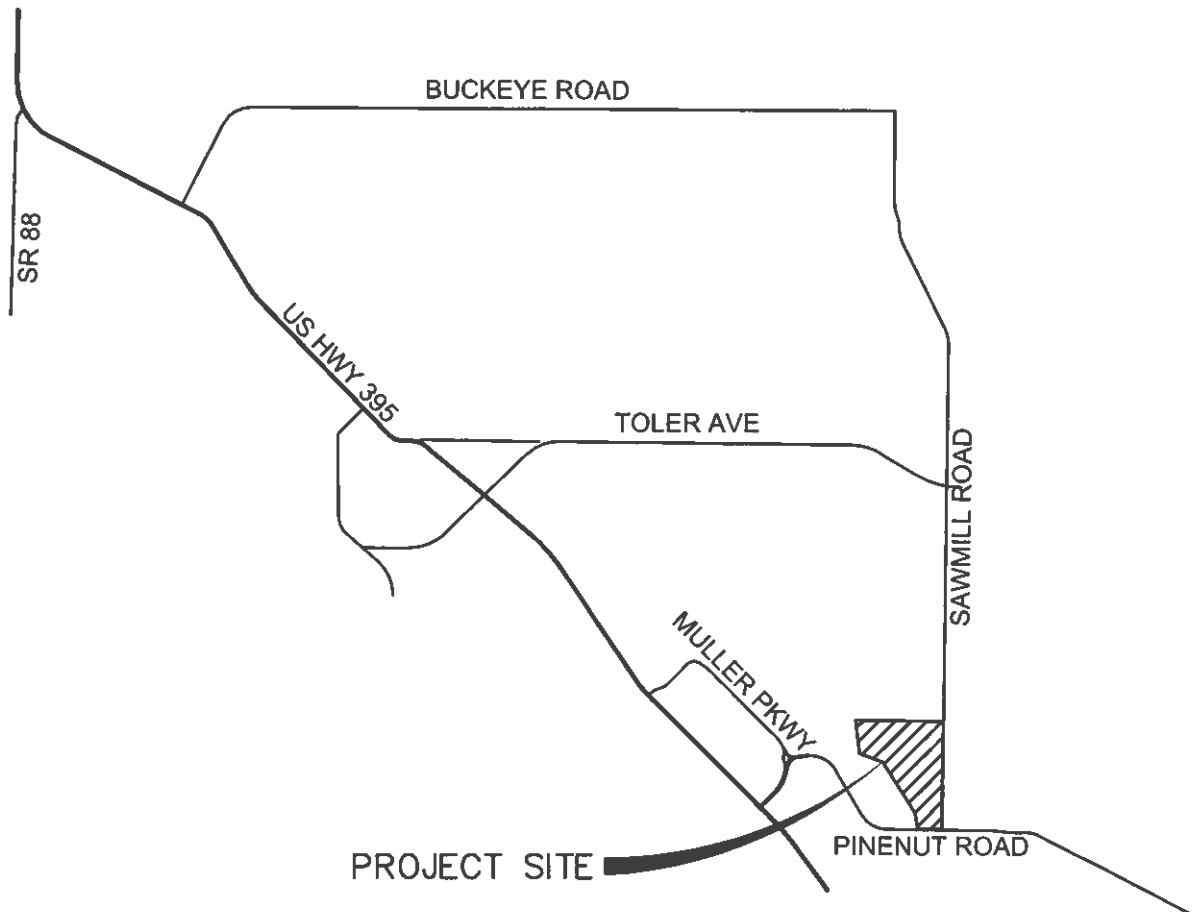 BUCKEYE ROAD
SR 88
US HWY 395
TOLER AVE
SAWMILL ROAD
MULLER PKWY
PINENUT ROAD
PROJECT SITE